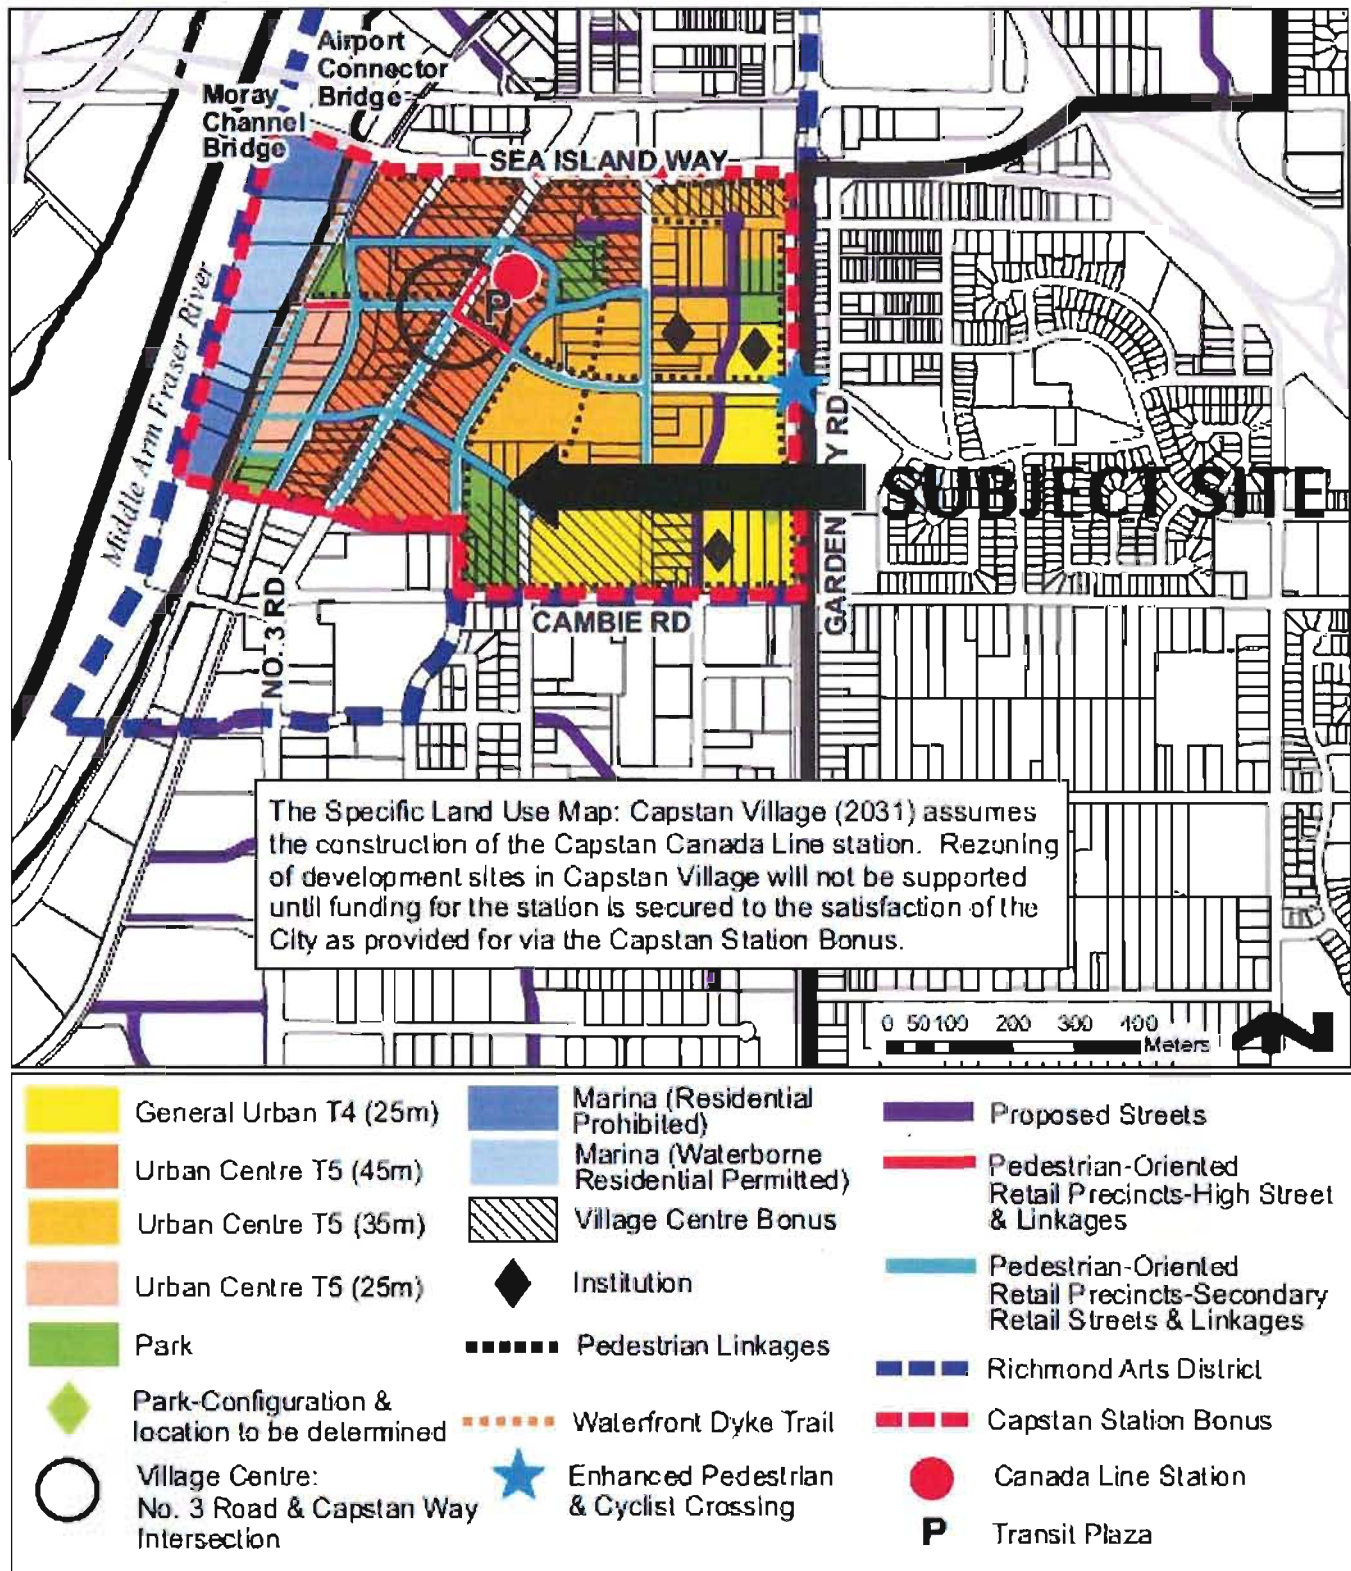 Airport
Connector
Bridge
Moray
Channel
Bridge
SEA ISLAND WAY
Middle Arm Fraser River
P
GARDEN CITY RD
SUBJECT SITE
NO. 3 RD
CAMBIE RD
The Specific Land Use Map: Capstan Village (2031) assumes
the construction of the Capstan Canada Line station. Rezoning
of development sites in Capstan Village will not be supported
until funding for the station is secured to the satisfaction of the
City as provided for via the Capstan Station Bonus.
0 50 100 200 300 400
Meters
General Urban T4 (25m)
Urban Centre T5 (45m)
Urban Centre T5 (35m)
Urban Centre T5 (25m)
Park
Park-Configuration &
location to be determined
Village Centre:
No. 3 Road & Capstan Way
Intersection
Marina (Residential
Prohibited)
Marina (Waterborne
Residential Permitted)
Village Centre Bonus
Institution
Pedestrian Linkages
Waterfront Dyke Trail
Enhanced Pedestrian
& Cyclist Crossing
Proposed Streets
Pedestrian-Oriented
Retail Precincts-High Street
& Linkages
Pedestrian-Oriented
Retail Precincts-Secondary
Retail Streets & Linkages
Richmond Arts District
Capstan Station Bonus
Canada Line Station
P Transit Plaza